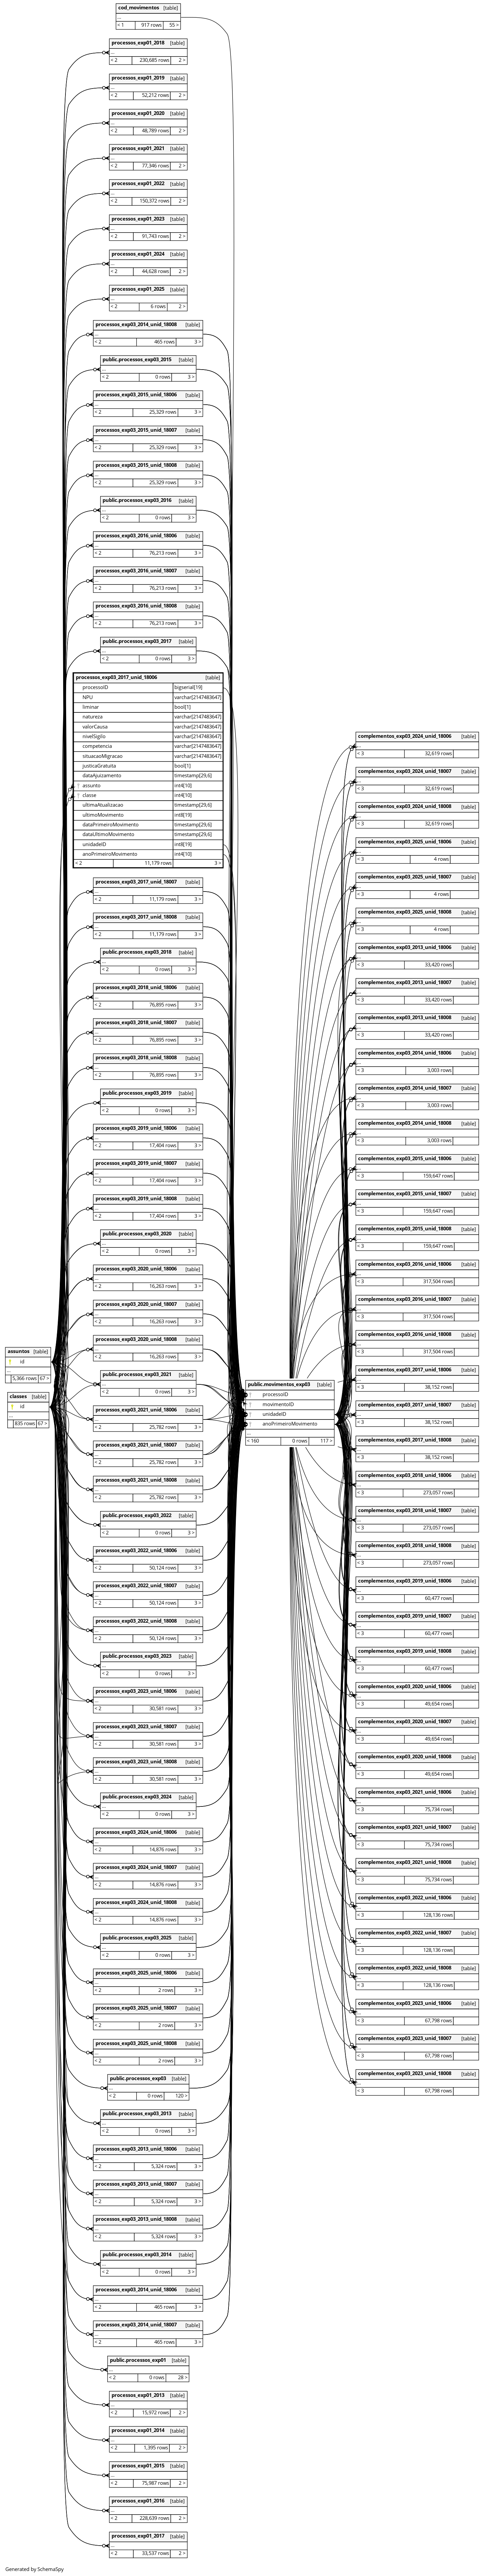 cod_movimentos [table]
...
< 1 917 rows 55 >
processos_exp01_2018 [table]
...
< 2 230,685 rows 2 >
processos_exp01_2019 [table]
...
< 2 52,212 rows 2 >
processos_exp01_2020 [table]
...
< 2 48,789 rows 2 >
processos_exp01_2021 [table]
...
< 2 77,346 rows 2 >
processos_exp01_2022 [table]
...
< 2 150,372 rows 2 >
processos_exp01_2023 [table]
...
< 2 91,743 rows 2 >
processos_exp01_2024 [table]
...
< 2 44,628 rows 2 >
processos_exp01_2025 [table]
...
< 2 6 rows 2 >
processos_exp03_2014_unid_18008 [table]
...
< 2 465 rows 3 >
public.processos_exp03_2015 [table]
...
< 2 0 rows 3 >
processos_exp03_2015_unid_18006 [table]
...
< 2 25,329 rows 3 >
processos_exp03_2015_unid_18007 [table]
...
< 2 25,329 rows 3 >
processos_exp03_2015_unid_18008 [table]
...
< 2 25,329 rows 3 >
public.processos_exp03_2016 [table]
...
< 2 0 rows 3 >
processos_exp03_2016_unid_18006 [table]
...
< 2 76,213 rows 3 >
processos_exp03_2016_unid_18007 [table]
...
< 2 76,213 rows 3 >
processos_exp03_2016_unid_18008 [table]
...
< 2 76,213 rows 3 >
public.processos_exp03_2017 [table]
...
< 2 0 rows 3 >
processos_exp03_2017_unid_18006 [table]
processoID bigserial[19]
NPU varchar[2147483647]
liminar bool[1]
natureza varchar[2147483647]
valorCausa varchar[2147483647]
nivelSigilo varchar[2147483647]
competencia varchar[2147483647]
situacaoMigracao varchar[2147483647]
justicaGratuita bool[1]
dataAjuizamento timestamp[29,6]
assunto int4[10]
classe int4[10]
ultimaAtualizacao timestamp[29,6]
ultimoMovimento int8[19]
dataPrimeiroMovimento timestamp[29,6]
dataUltimoMovimento timestamp[29,6]
unidadeID int8[19]
anoPrimeiroMovimento int4[10]
< 2 11,179 rows 3 >
processos_exp03_2017_unid_18007 [table]
...
< 2 11,179 rows 3 >
processos_exp03_2017_unid_18008 [table]
...
< 2 11,179 rows 3 >
public.processos_exp03_2018 [table]
...
< 2 0 rows 3 >
processos_exp03_2018_unid_18006 [table]
...
< 2 76,895 rows 3 >
processos_exp03_2018_unid_18007 [table]
...
< 2 76,895 rows 3 >
processos_exp03_2018_unid_18008 [table]
...
< 2 76,895 rows 3 >
public.processos_exp03_2019 [table]
...
< 2 0 rows 3 >
processos_exp03_2019_unid_18006 [table]
...
< 2 17,404 rows 3 >
processos_exp03_2019_unid_18007 [table]
...
< 2 17,404 rows 3 >
processos_exp03_2019_unid_18008 [table]
...
< 2 17,404 rows 3 >
public.processos_exp03_2020 [table]
...
< 2 0 rows 3 >
processos_exp03_2020_unid_18006 [table]
...
< 2 16,263 rows 3 >
processos_exp03_2020_unid_18007 [table]
...
< 2 16,263 rows 3 >
processos_exp03_2020_unid_18008 [table]
...
< 2 16,263 rows 3 >
public.processos_exp03_2021 [table]
...
< 2 0 rows 3 >
processos_exp03_2021_unid_18006 [table]
...
< 2 25,782 rows 3 >
processos_exp03_2021_unid_18007 [table]
...
< 2 25,782 rows 3 >
processos_exp03_2021_unid_18008 [table]
...
< 2 25,782 rows 3 >
public.processos_exp03_2022 [table]
...
< 2 0 rows 3 >
processos_exp03_2022_unid_18006 [table]
...
< 2 50,124 rows 3 >
processos_exp03_2022_unid_18007 [table]
...
< 2 50,124 rows 3 >
processos_exp03_2022_unid_18008 [table]
...
< 2 50,124 rows 3 >
public.processos_exp03_2023 [table]
...
< 2 0 rows 3 >
processos_exp03_2023_unid_18006 [table]
...
< 2 30,581 rows 3 >
processos_exp03_2023_unid_18007 [table]
...
< 2 30,581 rows 3 >
processos_exp03_2023_unid_18008 [table]
...
< 2 30,581 rows 3 >
public.processos_exp03_2024 [table]
...
< 2 0 rows 3 >
processos_exp03_2024_unid_18006 [table]
...
< 2 14,876 rows 3 >
processos_exp03_2024_unid_18007 [table]
...
< 2 14,876 rows 3 >
processos_exp03_2024_unid_18008 [table]
...
< 2 14,876 rows 3 >
public.processos_exp03_2025 [table]
...
< 2 0 rows 3 >
processos_exp03_2025_unid_18006 [table]
...
< 2 2 rows 3 >
processos_exp03_2025_unid_18007 [table]
...
< 2 2 rows 3 >
processos_exp03_2025_unid_18008 [table]
...
< 2 2 rows 3 >
public.processos_exp03 [table]
...
< 2 0 rows 120 >
public.processos_exp03_2013 [table]
...
< 2 0 rows 3 >
processos_exp03_2013_unid_18006 [table]
...
< 2 5,324 rows 3 >
processos_exp03_2013_unid_18007 [table]
...
< 2 5,324 rows 3 >
processos_exp03_2013_unid_18008 [table]
...
< 2 5,324 rows 3 >
public.processos_exp03_2014 [table]
...
< 2 0 rows 3 >
processos_exp03_2014_unid_18006 [table]
...
< 2 465 rows 3 >
processos_exp03_2014_unid_18007 [table]
...
< 2 465 rows 3 >
public.processos_exp01 [table]
...
< 2 0 rows 28 >
processos_exp01_2013 [table]
...
< 2 15,972 rows 2 >
processos_exp01_2014 [table]
...
< 2 1,395 rows 2 >
processos_exp01_2015 [table]
...
< 2 75,987 rows 2 >
processos_exp01_2016 [table]
...
< 2 228,639 rows 2 >
processos_exp01_2017 [table]
...
< 2 33,537 rows 2 >
assuntos [table]
id
...
5,366 rows 67 >
classes [table]
id
...
835 rows 67 >
public.movimentos_exp03 [table]
processoID
movimentoID
unidadeID
anoPrimeiroMovimento
...
< 160 0 rows 117 >
complementos_exp03_2024_unid_18006 [table]
...
< 3 32,619 rows
complementos_exp03_2024_unid_18007 [table]
...
< 3 32,619 rows
complementos_exp03_2024_unid_18008 [table]
...
< 3 32,619 rows
complementos_exp03_2025_unid_18006 [table]
...
< 3 4 rows
complementos_exp03_2025_unid_18007 [table]
...
< 3 4 rows
complementos_exp03_2025_unid_18008 [table]
...
< 3 4 rows
complementos_exp03_2013_unid_18006 [table]
...
< 3 33,420 rows
complementos_exp03_2013_unid_18007 [table]
...
< 3 33,420 rows
complementos_exp03_2013_unid_18008 [table]
...
< 3 33,420 rows
complementos_exp03_2014_unid_18006 [table]
...
< 3 3,003 rows
complementos_exp03_2014_unid_18007 [table]
...
< 3 3,003 rows
complementos_exp03_2014_unid_18008 [table]
...
< 3 3,003 rows
complementos_exp03_2015_unid_18006 [table]
...
< 3 159,647 rows
complementos_exp03_2015_unid_18007 [table]
...
< 3 159,647 rows
complementos_exp03_2015_unid_18008 [table]
...
< 3 159,647 rows
complementos_exp03_2016_unid_18006 [table]
...
< 3 317,504 rows
complementos_exp03_2016_unid_18007 [table]
...
< 3 317,504 rows
complementos_exp03_2016_unid_18008 [table]
...
< 3 317,504 rows
complementos_exp03_2017_unid_18006 [table]
...
< 3 38,152 rows
complementos_exp03_2017_unid_18007 [table]
...
< 3 38,152 rows
complementos_exp03_2017_unid_18008 [table]
...
< 3 38,152 rows
complementos_exp03_2018_unid_18006 [table]
...
< 3 273,057 rows
complementos_exp03_2018_unid_18007 [table]
...
< 3 273,057 rows
complementos_exp03_2018_unid_18008 [table]
...
< 3 273,057 rows
complementos_exp03_2019_unid_18006 [table]
...
< 3 60,477 rows
complementos_exp03_2019_unid_18007 [table]
...
< 3 60,477 rows
complementos_exp03_2019_unid_18008 [table]
...
< 3 60,477 rows
complementos_exp03_2020_unid_18006 [table]
...
< 3 49,654 rows
complementos_exp03_2020_unid_18007 [table]
...
< 3 49,654 rows
complementos_exp03_2020_unid_18008 [table]
...
< 3 49,654 rows
complementos_exp03_2021_unid_18006 [table]
...
< 3 75,734 rows
complementos_exp03_2021_unid_18007 [table]
...
< 3 75,734 rows
complementos_exp03_2021_unid_18008 [table]
...
< 3 75,734 rows
complementos_exp03_2022_unid_18006 [table]
...
< 3 128,136 rows
complementos_exp03_2022_unid_18007 [table]
...
< 3 128,136 rows
complementos_exp03_2022_unid_18008 [table]
...
< 3 128,136 rows
complementos_exp03_2023_unid_18006 [table]
...
< 3 67,798 rows
complementos_exp03_2023_unid_18007 [table]
...
< 3 67,798 rows
complementos_exp03_2023_unid_18008 [table]
...
< 3 67,798 rows
Generated by SchemaSpy